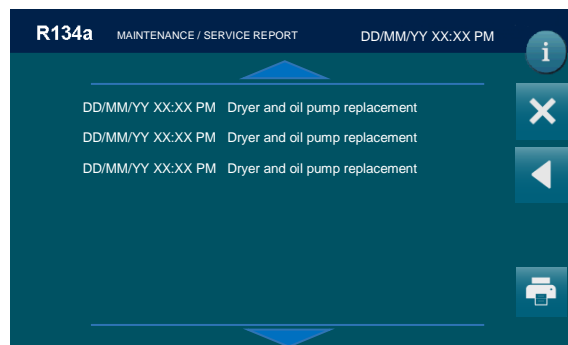 R134a MAINTENANCE / SERVICE REPORT DD/MM/YY XX:XX PM
i
DD/MM/YY XX:XX PM Dryer and oil pump replacement
DD/MM/YY XX:XX PM Dryer and oil pump replacement
DD/MM/YY XX:XX PM Dryer and oil pump replacement